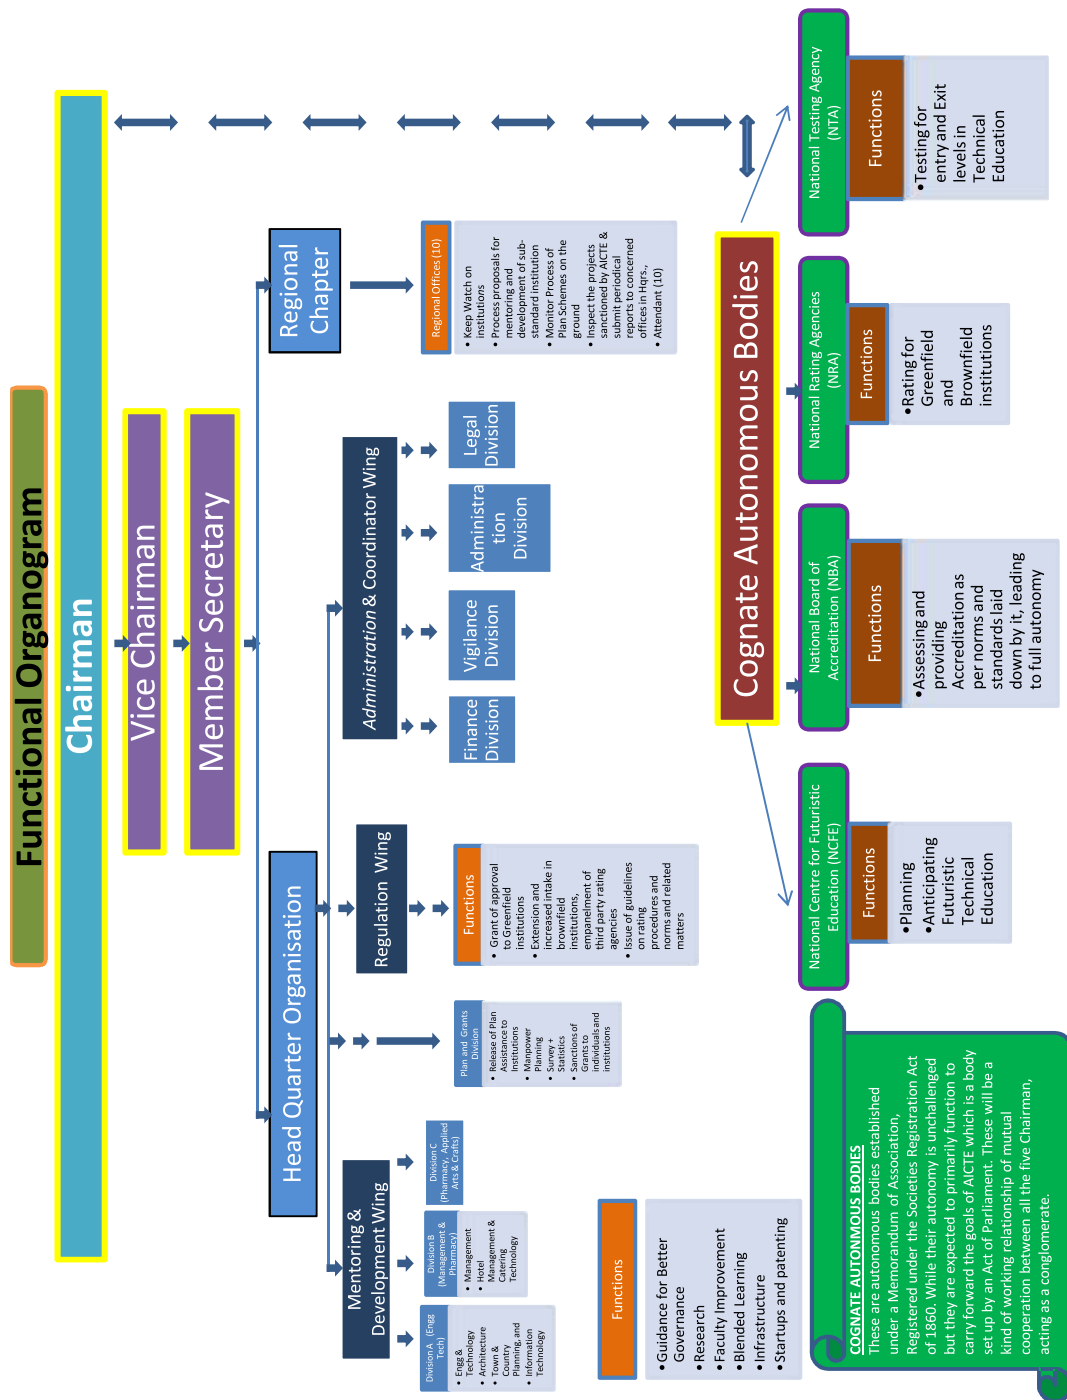 Functional Organogram
Chairman
Vice Chairman
Member Secretary
Head Quarter Organisation
Regional
Chapter
Mentoring &
Development Wing
Regulation Wing
Administration & Coordinator Wing
Division A (Engg
Tech)
• Engg &
Technology
• Architecture
• Town &
Country
Planning, and
• Information
Technology
Division B
(Management &
Pharmacy)
• Management
• Hotel
Management &
Catering
Technology
Division C
(Pharmacy, Applied
Arts & Crafts)
Plan and Grants
Division
• Release of Plan
Assistance to
Institutions
• Manpower
Planning
• Survey +
Statistics
• Sanctions of
Grants to
individuals and
institutions
Functions
• Grant of approval
to Greenfield
institutions
• Extension and
increased intake in
brownfield
institutions,
empanelment of
third party rating
agencies
• Issue of guidelines
on rating
procedures and
norms and related
matters
Finance
Division
Vigilance
Division
Administra
tion
Division
Legal
Division
Regional Offices (10)
• Keep Watch on
institutions
• Process proposals for
mentoring and
development of sub-
standard institution
• Monitor Process of
Plan Schemes on the
ground
• Inspect the projects
sanctioned by AICTE &
submit periodical
reports to concerned
offices in Hqrs.,
• Attendant (10)
Functions
•Guidance for Better
Governance
•Research
•Faculty Improvement
•Blended Learning
•Infrastructure
•Startups and patenting
Cognate Autonomous Bodies
National Centre for Futuristic
Education (NCFE)
Functions
•Planning
•Anticipating
Futuristic
Technical
Education
National Board of
Accreditation (NBA)
Functions
•Assessing and
providing
Accreditation as
per norms and
standards laid
down by it, leading
to full autonomy
National Rating Agencies
(NRA)
Functions
•Rating for
Greenfield
and
Brownfield
institutions
National Testing Agency
(NTA)
Functions
•Testing for
entry and Exit
levels in
Technical
Education
COGNATE AUTONMOUS BODIES
These are autonomous bodies established
under a Memorandum of Association,
Registered under the Societies Registration Act
of 1860. While their autonomy is unchallenged
but they are expected to primarily function to
carry forward the goals of AICTE which is a body
set up by an Act of Parliament. These will be a
kind of working relationship of mutual
cooperation between all the five Chairman,
acting as a conglomerate.